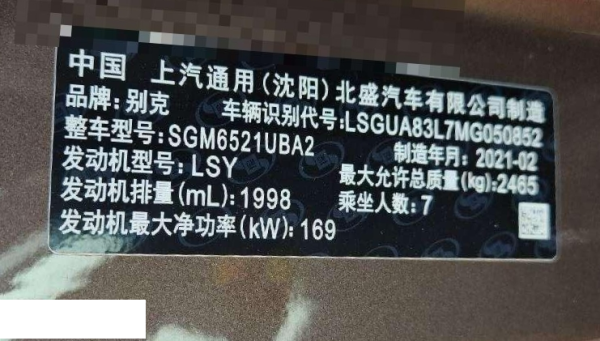 中国 上汽通用(沈阳)北盛汽车有限公司制造
品牌:别克 车辆识别代号:LSGUA83L7MG050852
整车型号:SGM6521UBA2 制造年月:2021-02
发动机型号:LSY 最大允许总质量(kg):2465
发动机排量(mL):1998 乘坐人数:7
发动机最大净功率(kW):169